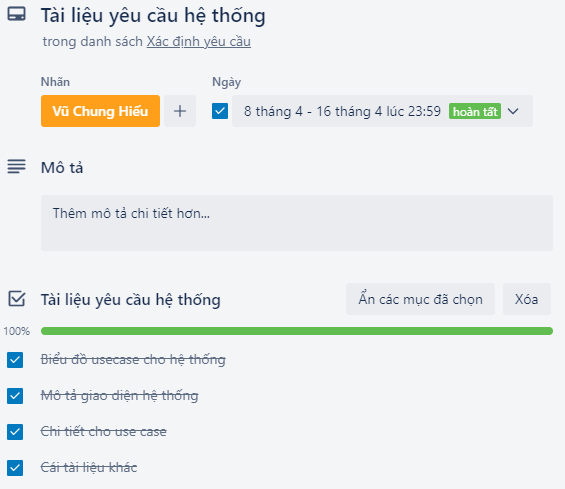 Tài liệu yêu cầu hệ thống
trong danh sách Xác định yêu cầu
Nhãn
Ngày
Vũ Chung Hiếu
+
8 tháng 4 - 16 tháng 4 lúc 23:59 hoàn tất
Mô tả
Thêm mô tả chi tiết hơn...
Tài liệu yêu cầu hệ thống
Ẩn các mục đã chọn
Xóa
100%
Biểu đồ usecase cho hệ thống
Mô tả giao diện hệ thống
Chi tiết cho use case
Cái tài liệu khác